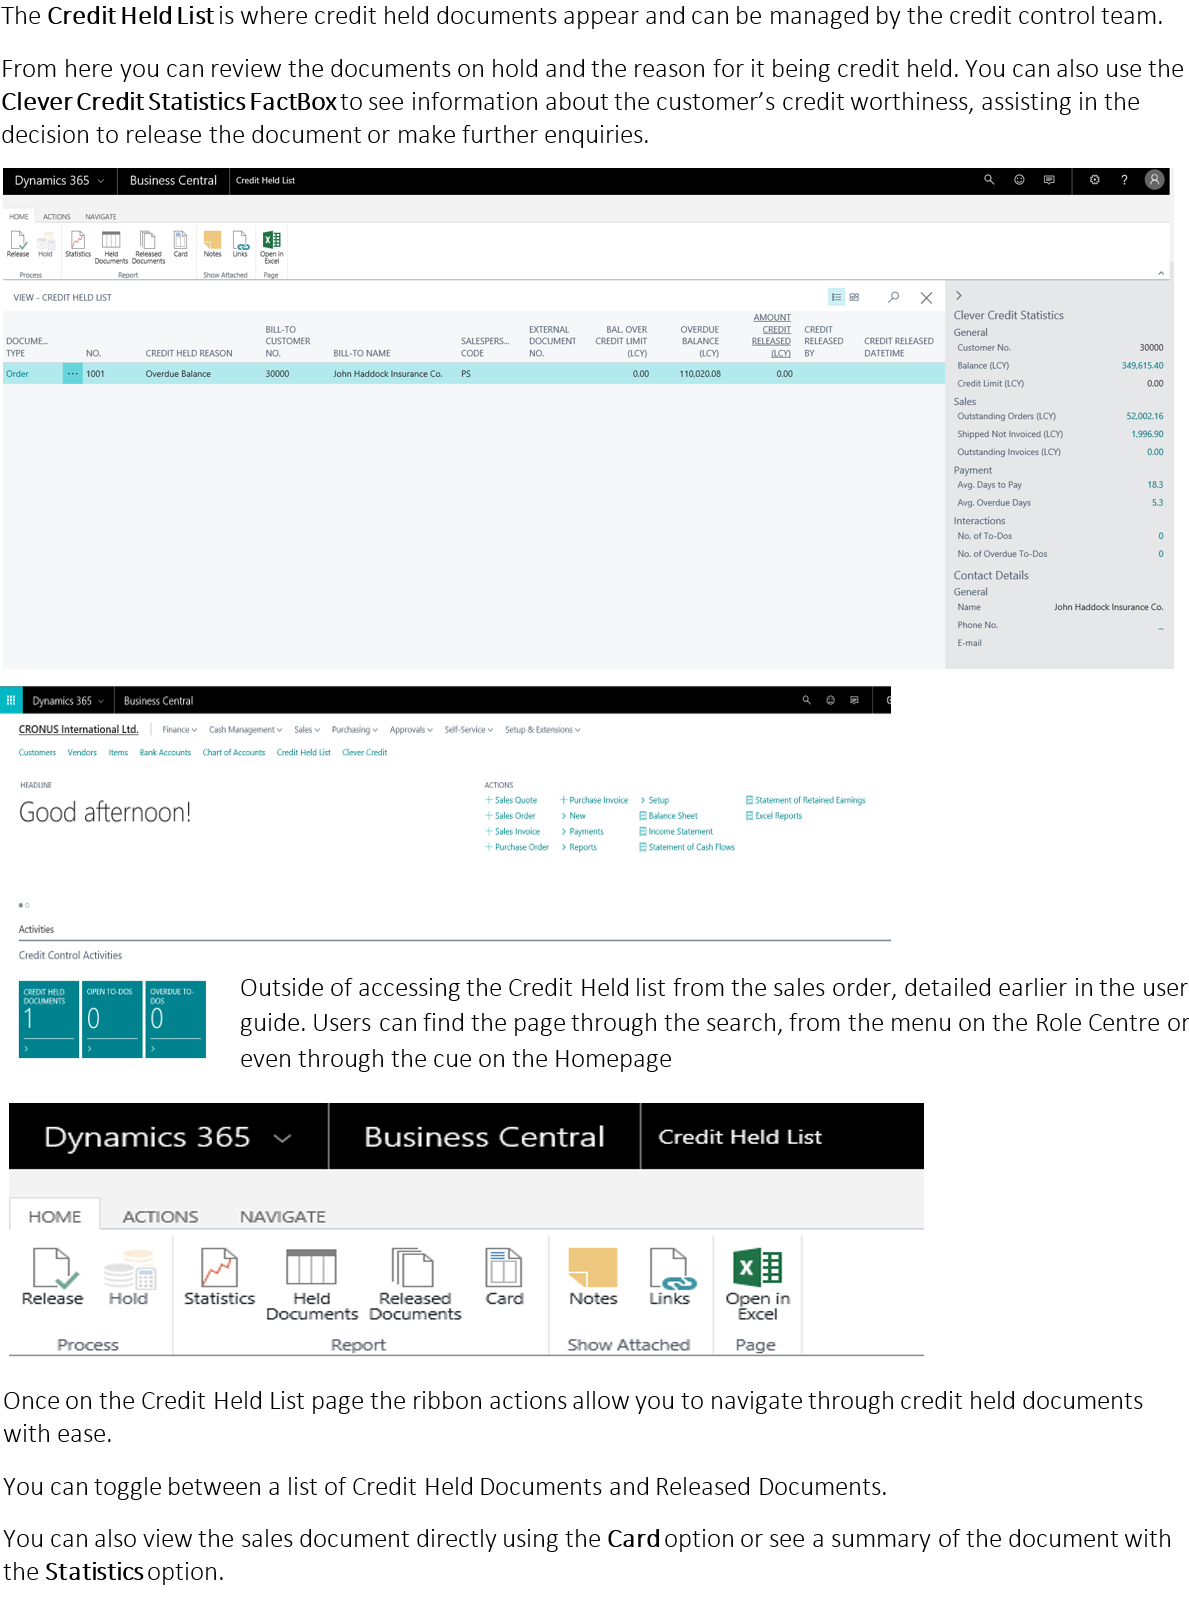 The Credit Held List is where credit held documents appear and can be managed by the credit control team.
From here you can review the documents on hold and the reason for it being credit held. You can also use the
Clever Credit Statistics FactBox to see information about the customer's credit worthiness, assisting in the
decision to release the document or make further enquiries.
Dynamics 365 Business Central Credit Held List ?
HOME ACTIONS NAVIGATE
Release Hold Statistics Held Documents Released Documents Card Notes Links Open in Excel
Process Report Show Attached Page
VIEW - CREDIT HELD LIST
DOCUME... TYPE NO. CREDIT HELD REASON BILL-TO CUSTOMER NO. BILL-TO NAME SALESPERS... CODE EXTERNAL DOCUMENT NO. BAL. OVER CREDIT LIMIT (LCY) OVERDUE BALANCE (LCY) AMOUNT CREDIT RELEASED (LCY) CREDIT RELEASED BY CREDIT RELEASED DATETIME
Order ... 1001 Overdue Balance 30000 John Haddock Insurance Co. PS 0.00 110,020.08 0.00
Clever Credit Statistics
General
Customer No. 30000
Balance (LCY) 349,615.40
Credit Limit (LCY) 0.00
Sales
Outstanding Orders (LCY) 52,002.16
Shipped Not Invoiced (LCY) 1,996.90
Outstanding Invoices (LCY) 0.00
Payment
Avg. Days to Pay 18.3
Avg. Overdue Days 5.3
Interactions
No. of To-Dos 0
No. of Overdue To-Dos 0
Contact Details
General
Name John Haddock Insurance Co.
Phone No. _
E-mail
Dynamics 365 Business Central
CRONUS International Ltd. Finance Cash Management Sales Purchasing Approvals Self-Service Setup & Extensions
Customers Vendors Items Bank Accounts Chart of Accounts Credit Held List Clever Credit
HEADLINE
Good afternoon!
ACTIONS
+ Sales Quote + Purchase Invoice > Setup Statement of Retained Earnings
+ Sales Order > New Balance Sheet Excel Reports
+ Sales Invoice > Payments Income Statement
+ Purchase Order > Reports Statement of Cash Flows
Activities
Credit Control Activities
CREDIT HELD DOCUMENTS OPEN TO-DOS OVERDUE TO-DOS
1 0 0
> > >
Outside of accessing the Credit Held list from the sales order, detailed earlier in the user
guide. Users can find the page through the search, from the menu on the Role Centre or
even through the cue on the Homepage
Dynamics 365 Business Central Credit Held List
HOME ACTIONS NAVIGATE
Release Hold Statistics Held Documents Released Documents Card Notes Links Open in Excel
Process Report Show Attached Page
Once on the Credit Held List page the ribbon actions allow you to navigate through credit held documents
with ease.
You can toggle between a list of Credit Held Documents and Released Documents.
You can also view the sales document directly using the Card option or see a summary of the document with
the Statistics option.